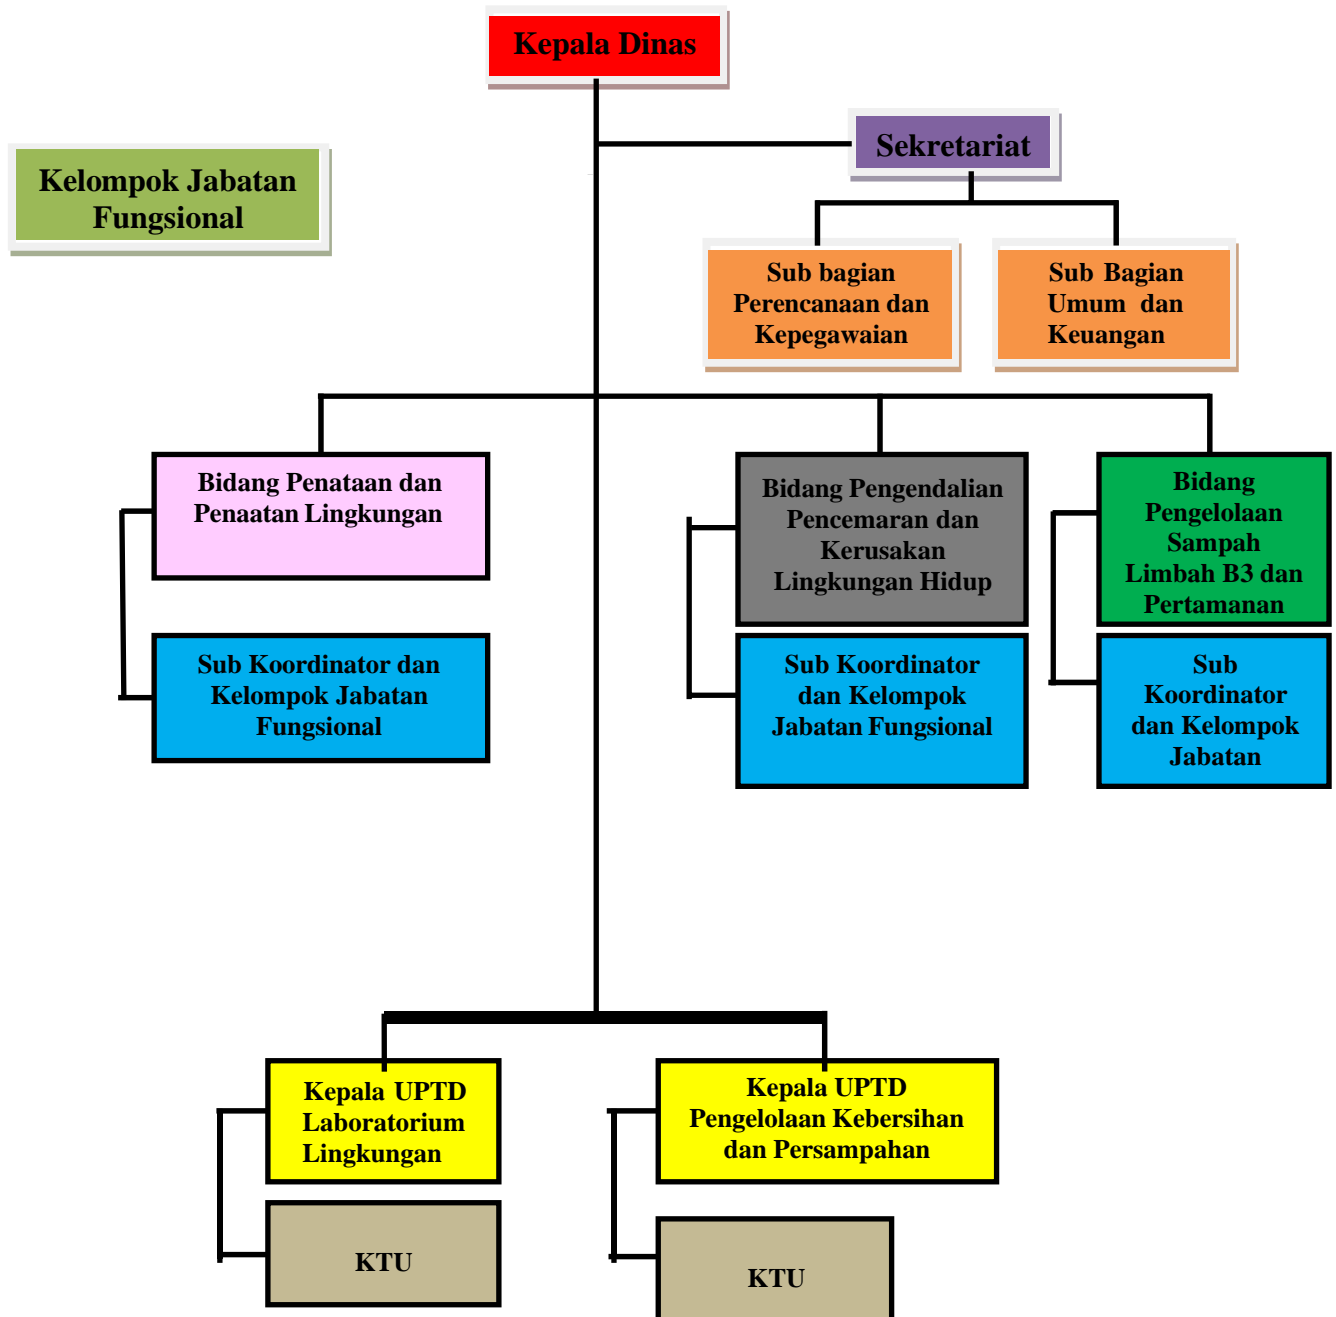 Kepala Dinas
Sekretariat
Kelompok Jabatan
Fungsional
Sub bagian
Perencanaan dan
Kepegawaian
Sub Bagian
Umum dan
Keuangan
Bidang Penataan dan
Penaatan Lingkungan
Bidang Pengendalian
Pencemaran dan
Kerusakan
Lingkungan Hidup
Bidang
Pengelolaan
Sampah
Limbah B3 dan
Pertamanan
Sub Koordinator dan
Kelompok Jabatan
Fungsional
Sub Koordinator
dan Kelompok
Jabatan Fungsional
Sub
Koordinator
dan Kelompok
Jabatan
Kepala UPTD
Laboratorium
Lingkungan
Kepala UPTD
Pengelolaan Kebersihan
dan Persampahan
KTU
KTU